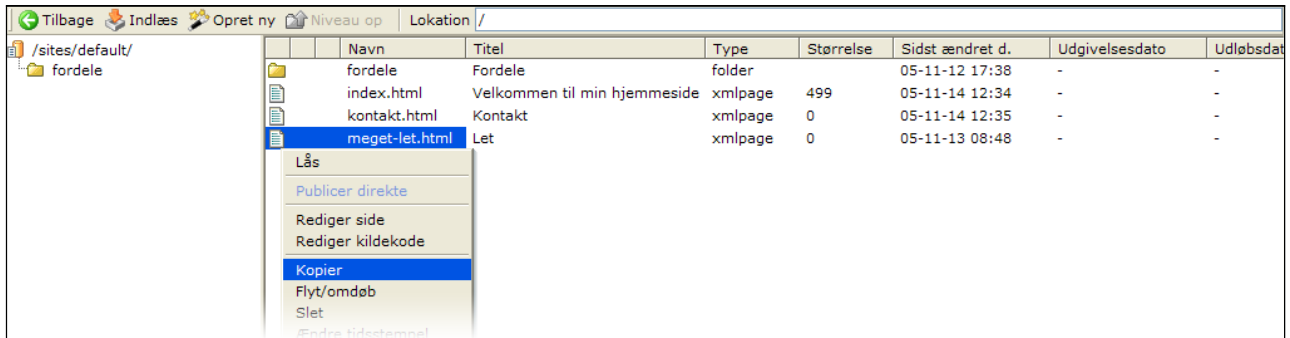 Tilbage Indlæs Opret ny Niveau op Lokation /
/sites/default/
fordele
Navn Titel Type Størrelse Sidst ændret d. Udgivelsesdato Udløbsdat
fordele Fordele folder 05-11-12 17:38 - -
index.html Velkommen til min hjemmeside xmlpage 499 05-11-14 12:34 - -
kontakt.html Kontakt xmlpage 0 05-11-14 12:35 - -
meget-let.html Let xmlpage 0 05-11-13 08:48 - -
Lås
Publicer direkte
Rediger side
Rediger kildekode
Kopier
Flyt/omdøb
Slet
Ændre tidsstempel